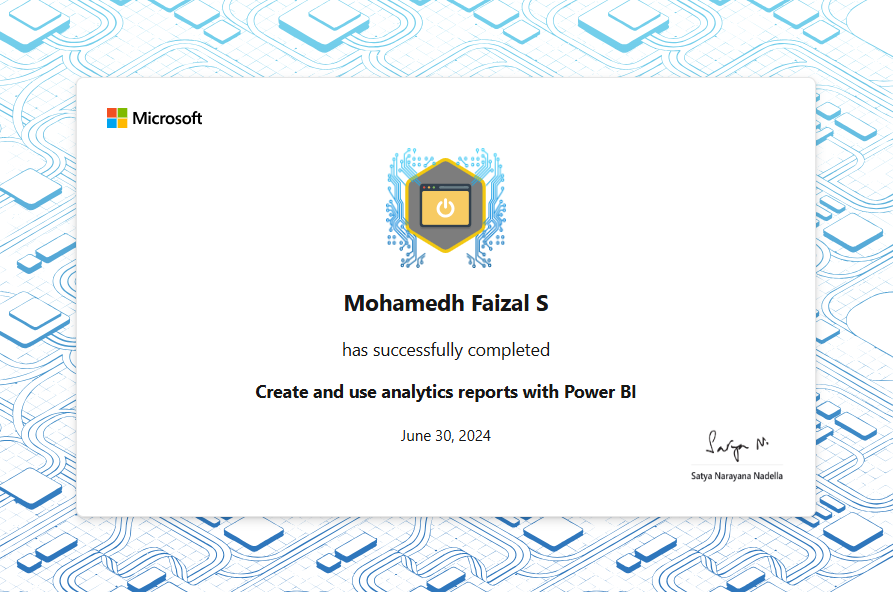 Microsoft
Mohamedh Faizal S
has successfully completed
Create and use analytics reports with Power BI
June 30, 2024
Satya N.
Satya Narayana Nadella